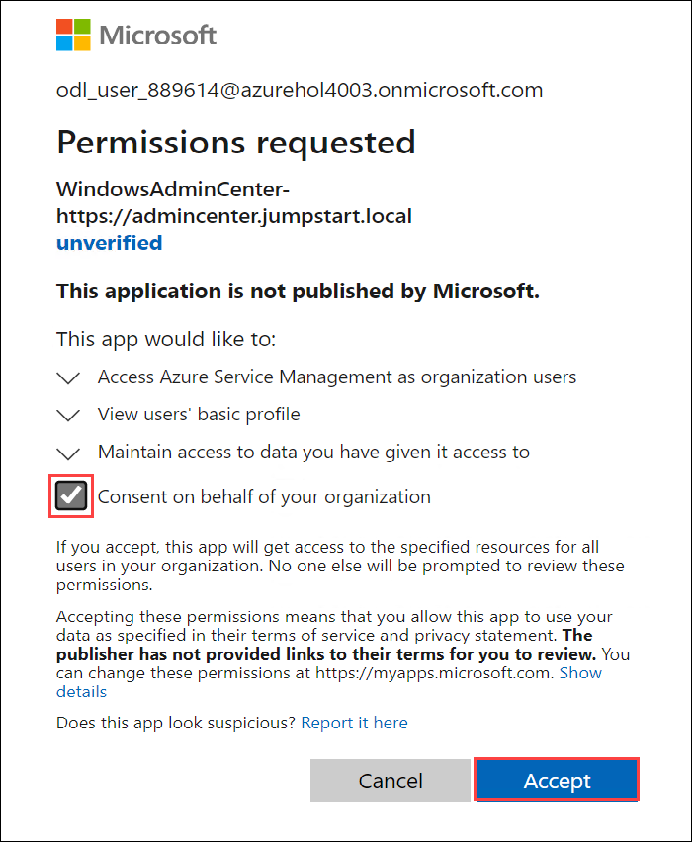 Microsoft
odl_user_889614@azurehol4003.onmicrosoft.com
Permissions requested
WindowsAdminCenter-
https://admincenter.jumpstart.local
unverified
This application is not published by Microsoft.
This app would like to:
Access Azure Service Management as organization users
View users' basic profile
Maintain access to data you have given it access to
Consent on behalf of your organization
If you accept, this app will get access to the specified resources for all
users in your organization. No one else will be prompted to review these
permissions.
Accepting these permissions means that you allow this app to use your
data as specified in their terms of service and privacy statement. The
publisher has not provided links to their terms for you to review. You
can change these permissions at https://myapps.microsoft.com. Show
details
Does this app look suspicious? Report it here
Cancel Accept